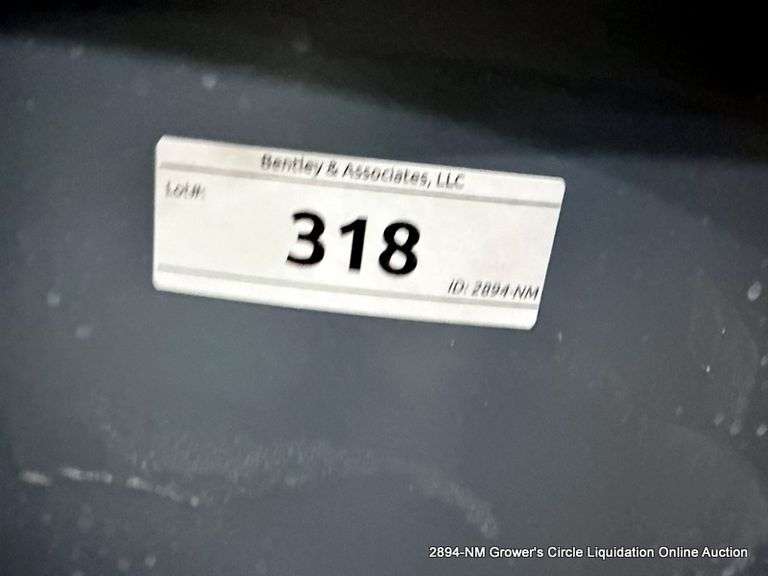 Bentley & Associates, LLC
Lot#:
318
ID: 2894-NM
2894-NM Grower's Circle Liquidation Online Auction